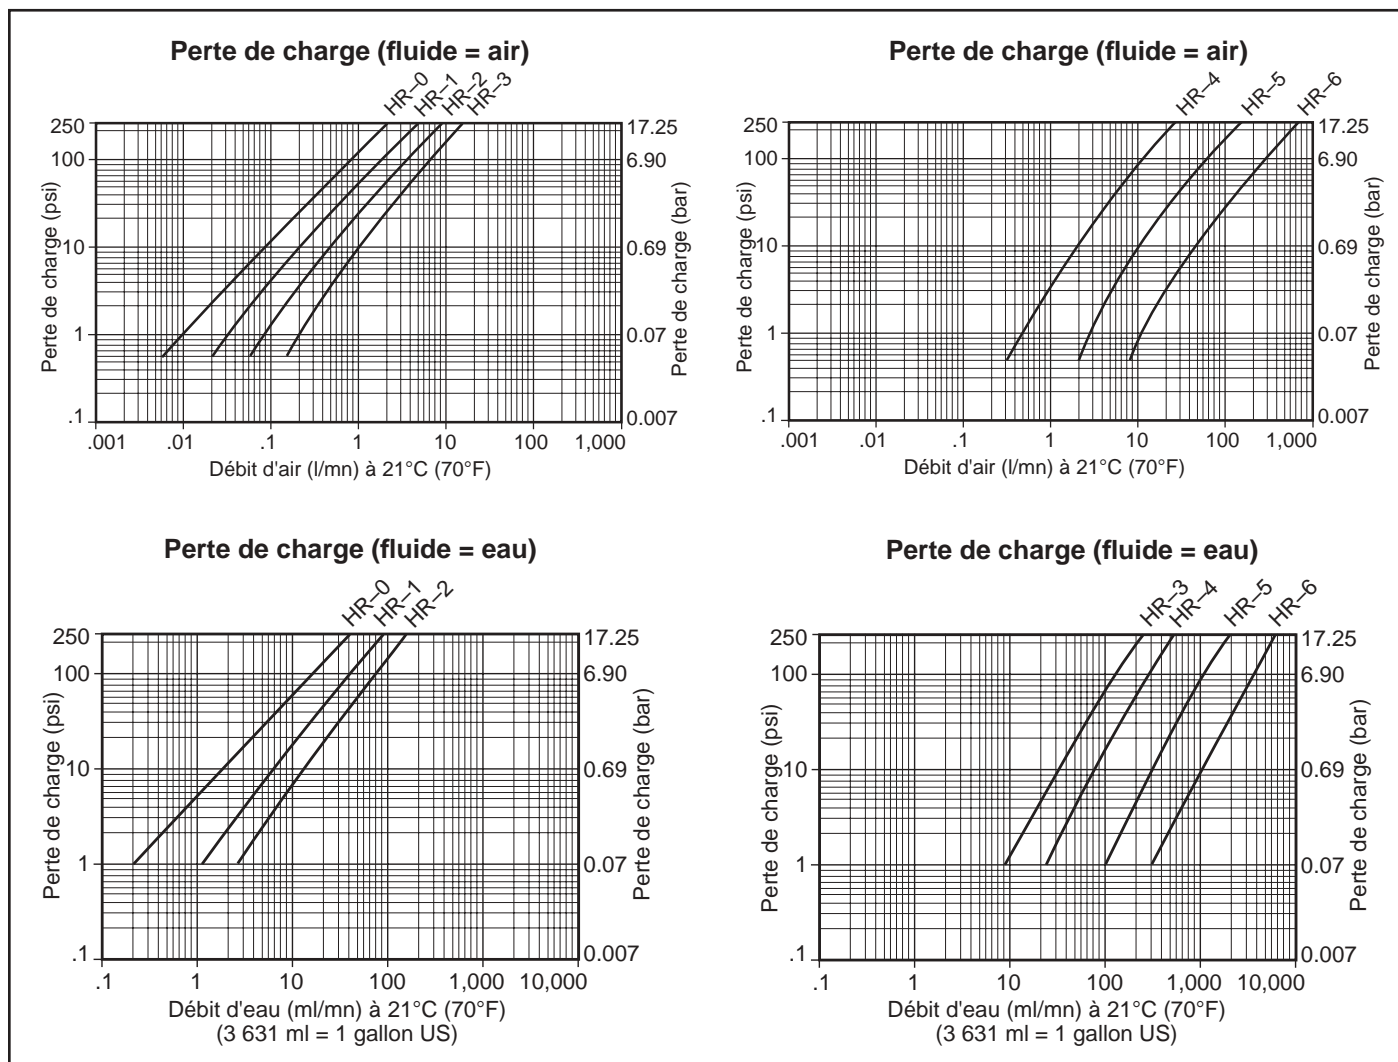 Perte de charge (fluide = air)
HR–0
HR–1
HR–2
HR–3
250
100
10
1
.1
Perte de charge (psi)
17.25
6.90
0.69
0.07
0.007
Perte de charge (bar)
.001 .01 .1 1 10 100 1,000
Débit d'air (l/mn) à 21°C (70°F)
Perte de charge (fluide = air)
HR–4
HR–5
HR–6
250
100
10
1
.1
Perte de charge (psi)
17.25
6.90
0.69
0.07
0.007
Perte de charge (bar)
.001 .01 .1 1 10 100 1,000
Débit d'air (l/mn) à 21°C (70°F)
Perte de charge (fluide = eau)
HR–0
HR–1
HR–2
250
100
10
1
.1
Perte de charge (psi)
17.25
6.90
0.69
0.07
0.007
Perte de charge (bar)
.1 1 10 100 1,000 10,000
Débit d'eau (ml/mn) à 21°C (70°F)
(3 631 ml = 1 gallon US)
Perte de charge (fluide = eau)
HR–3
HR–4
HR–5
HR–6
250
100
10
1
.1
Perte de charge (psi)
17.25
6.90
0.69
0.07
0.007
Perte de charge (bar)
.1 1 10 100 1,000 10,000
Débit d'eau (ml/mn) à 21°C (70°F)
(3 631 ml = 1 gallon US)